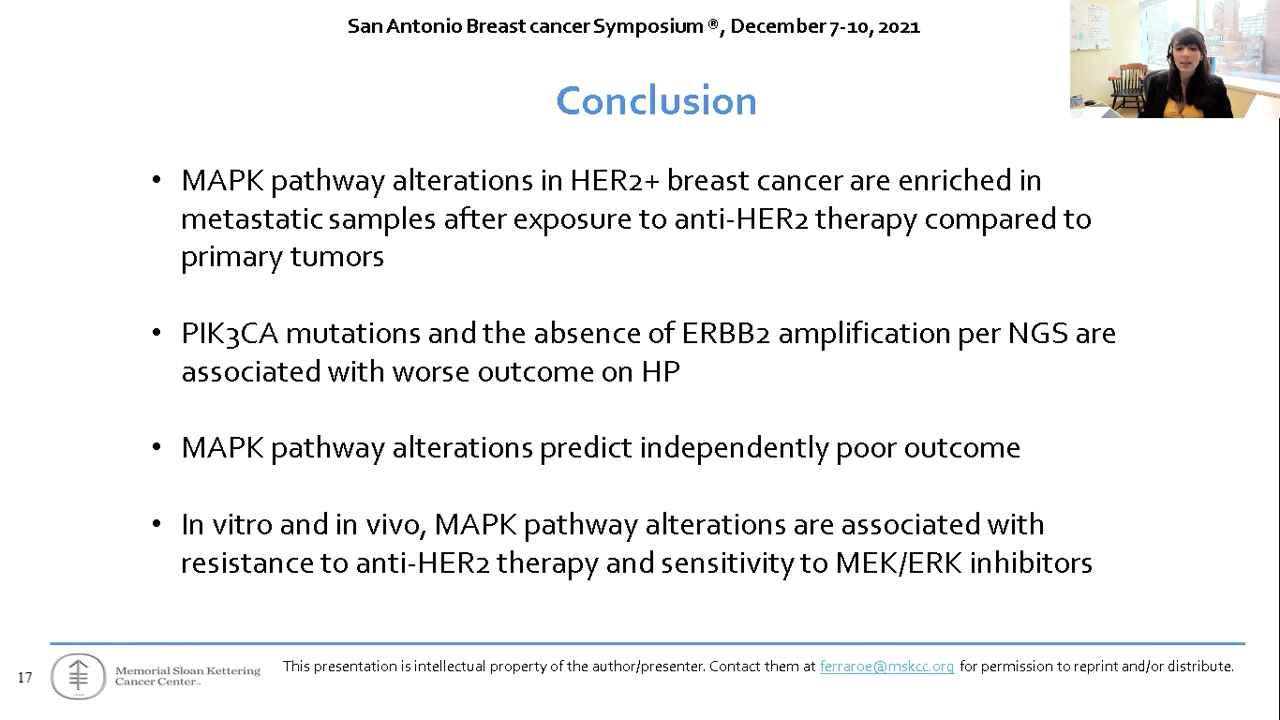 San Antonio Breast cancer Symptosium ®, December 7-10, 2021
Conclusion
• MAPK pathway alterations in HER2+ breast cancer are enriched in
metastatic samples after exposure to anti-HER2 therapy compared to
primary tumors
• PIK3CA mutations and the absence of ERBB2 amplification per NGS are
associated with worse outcome on HP
• MAPK pathway alterations predict independently poor outcome
• In vitro and in vivo, MAPK pathway alterations are associated with
resistance to anti-HER2 therapy and sensitivity to MEK/ERK inhibitors
17
Memorial Sloan Kettering
Cancer Center™
This presentation is intellectual property of the author/presenter. Contact them at ferraroe@mskcc.org for permission to reprint and/or distribute.